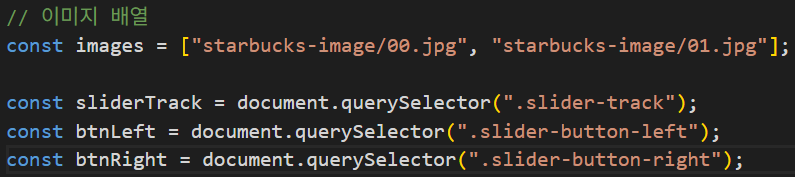 // 이미지 배열
const images = ["starbucks-image/00.jpg", "starbucks-image/01.jpg"];
const sliderTrack = document.querySelector(".slider-track");
const btnLeft = document.querySelector(".slider-button-left");
const btnRight = document.querySelector(".slider-button-right");